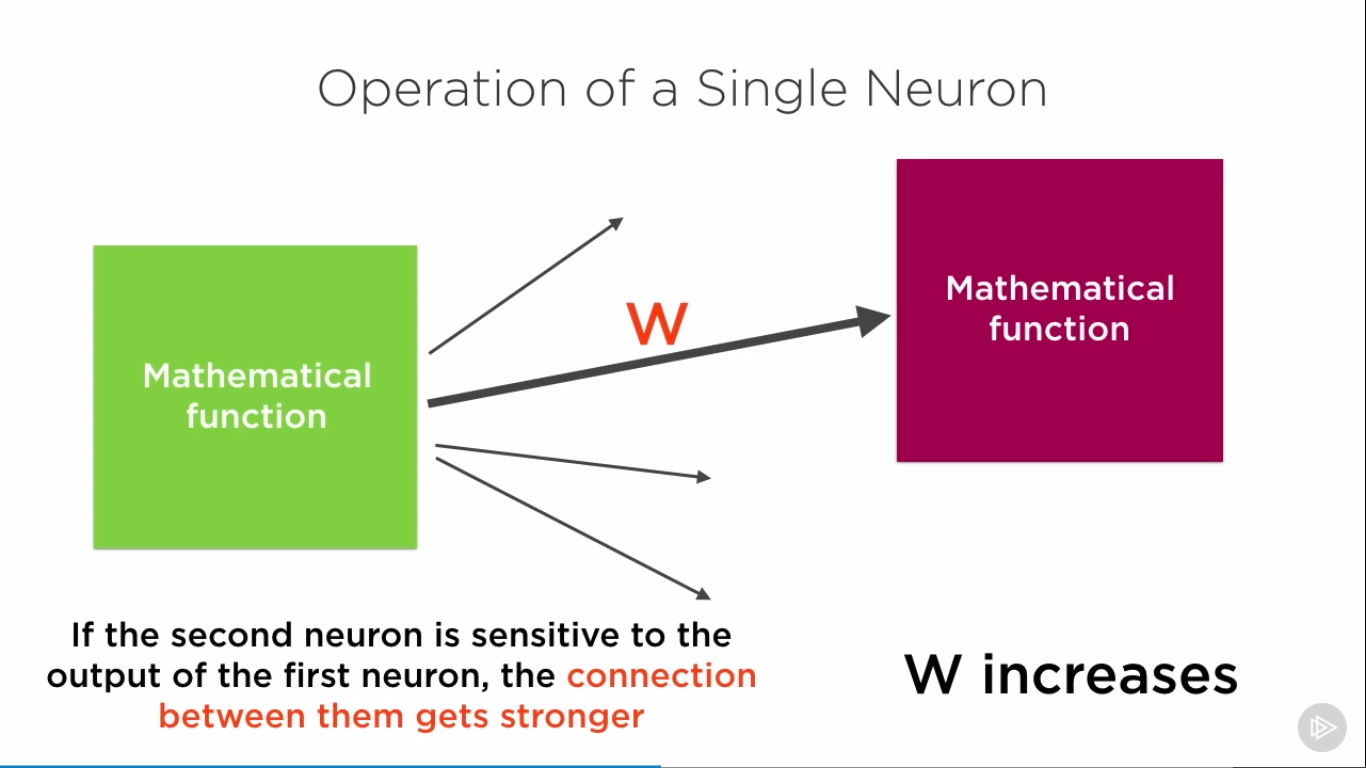 Operation of a Single Neuron
Mathematical
function
W
Mathematical
function
If the second neuron is sensitive to the
output of the first neuron, the connection
between them gets stronger
W increases